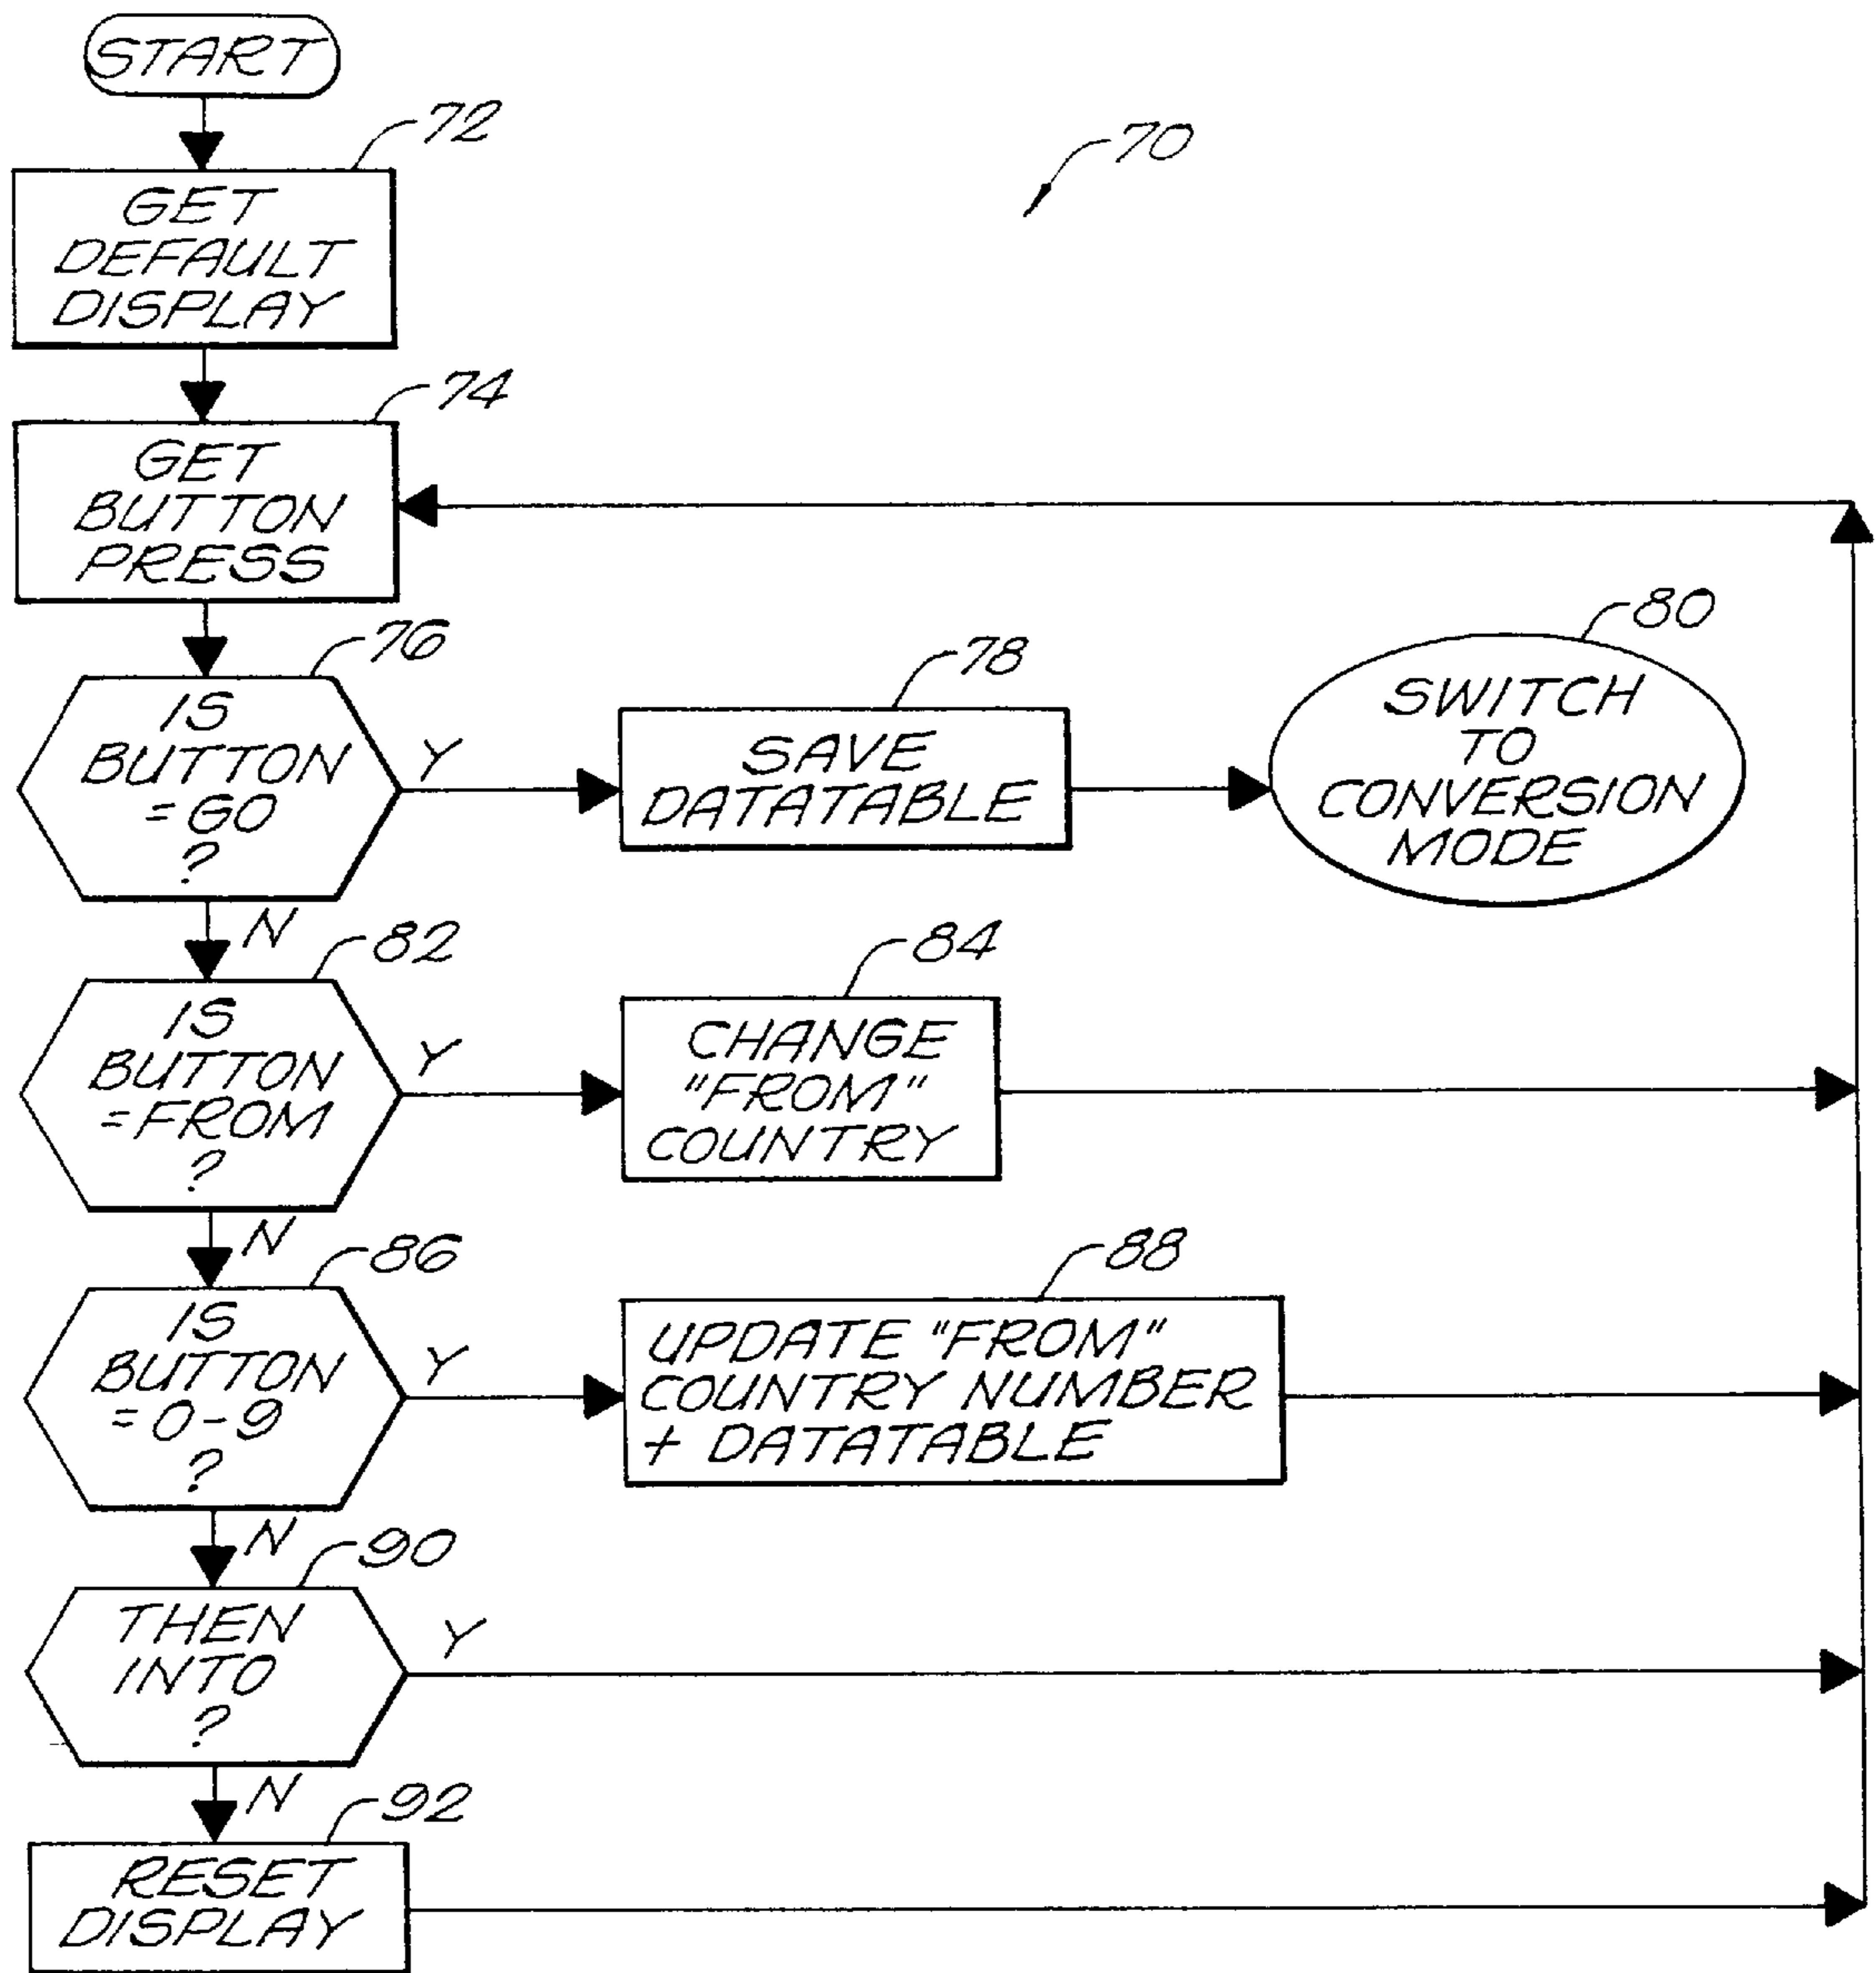 START
72
70
GET
DEFAULT
DISPLAY
74
GET
BUTTON
PRESS
76
IS
BUTTON
=GO
?
Y
78
SAVE
DATATABLE
80
SWITCH
TO
CONVERSION
MODE
N
82
IS
BUTTON
=FROM
?
Y
84
CHANGE
"FROM"
COUNTRY
N
86
IS
BUTTON
=0-9
?
Y
88
UPDATE "FROM"
COUNTRY NUMBER
+ DATATABLE
N
90
THEN
INTO
?
Y
N
92
RESET
DISPLAY